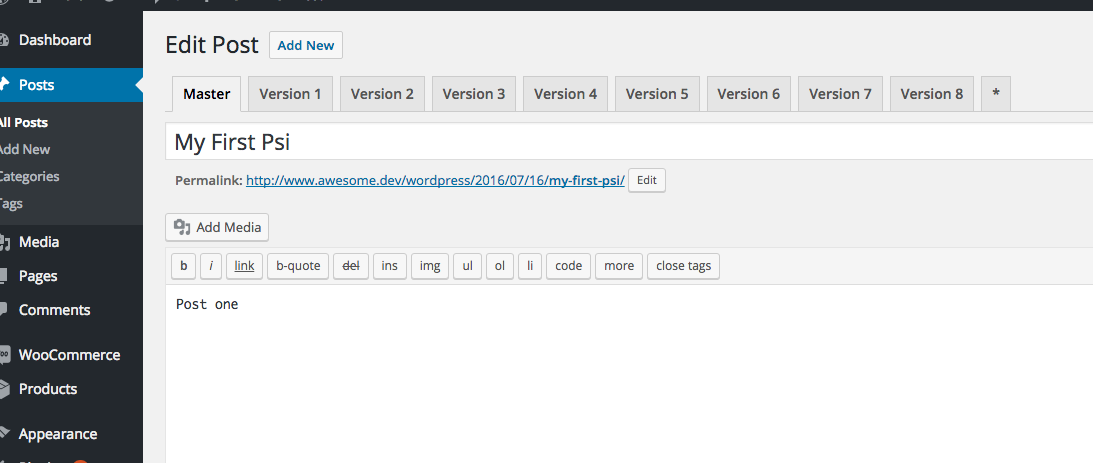 Dashboard
Posts
All Posts
Add New
Categories
Tags
Media
Pages
Comments
WooCommerce
Products
Appearance
Edit Post Add New
Master Version 1 Version 2 Version 3 Version 4 Version 5 Version 6 Version 7 Version 8 *
My First Psi
Permalink: http://www.awesome.dev/wordpress/2016/07/16/my-first-psi/ Edit
Add Media
b i link b-quote del ins img ul ol li code more close tags
Post one